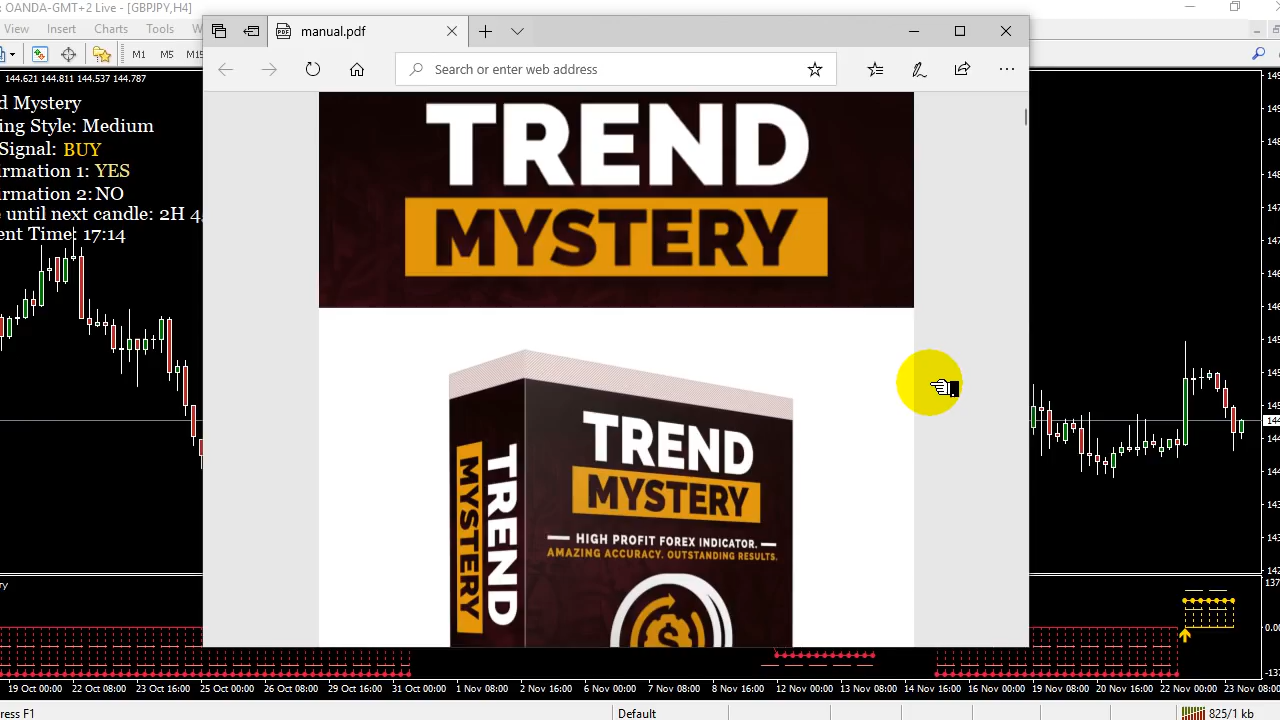 : OANDA-GMT+2 Live - [GBPJPY,H4]
View Insert Charts Tools
M1 M5 M15
144.621 144.811 144.537 144.787
d Mystery
ing Style: Medium
Signal: BUY
irmation 1: YES
irmation 2: NO
e until next candle: 2H 4
ent Time: 17:14
manual.pdf
Search or enter web address
TREND
MYSTERY
TREND
MYSTERY
TREND
MYSTERY
HIGH PROFIT FOREX INDICATOR.
AMAZING ACCURACY. OUTSTANDING RESULTS.
$
137
0.00
-137
19 Oct 00:00 22 Oct 08:00 23 Oct 16:00 25 Oct 00:00 26 Oct 08:00 29 Oct 16:00 31 Oct 00:00 1 Nov 08:00 2 Nov 16:00 6 Nov 00:00 7 Nov 08:00 8 Nov 16:00 12 Nov 00:00 13 Nov 08:00 14 Nov 16:00 16 Nov 00:00 19 Nov 08:00 20 Nov 16:00 22 Nov 00:00 23 Nov 08:00
ress F1
Default
825/1 kb